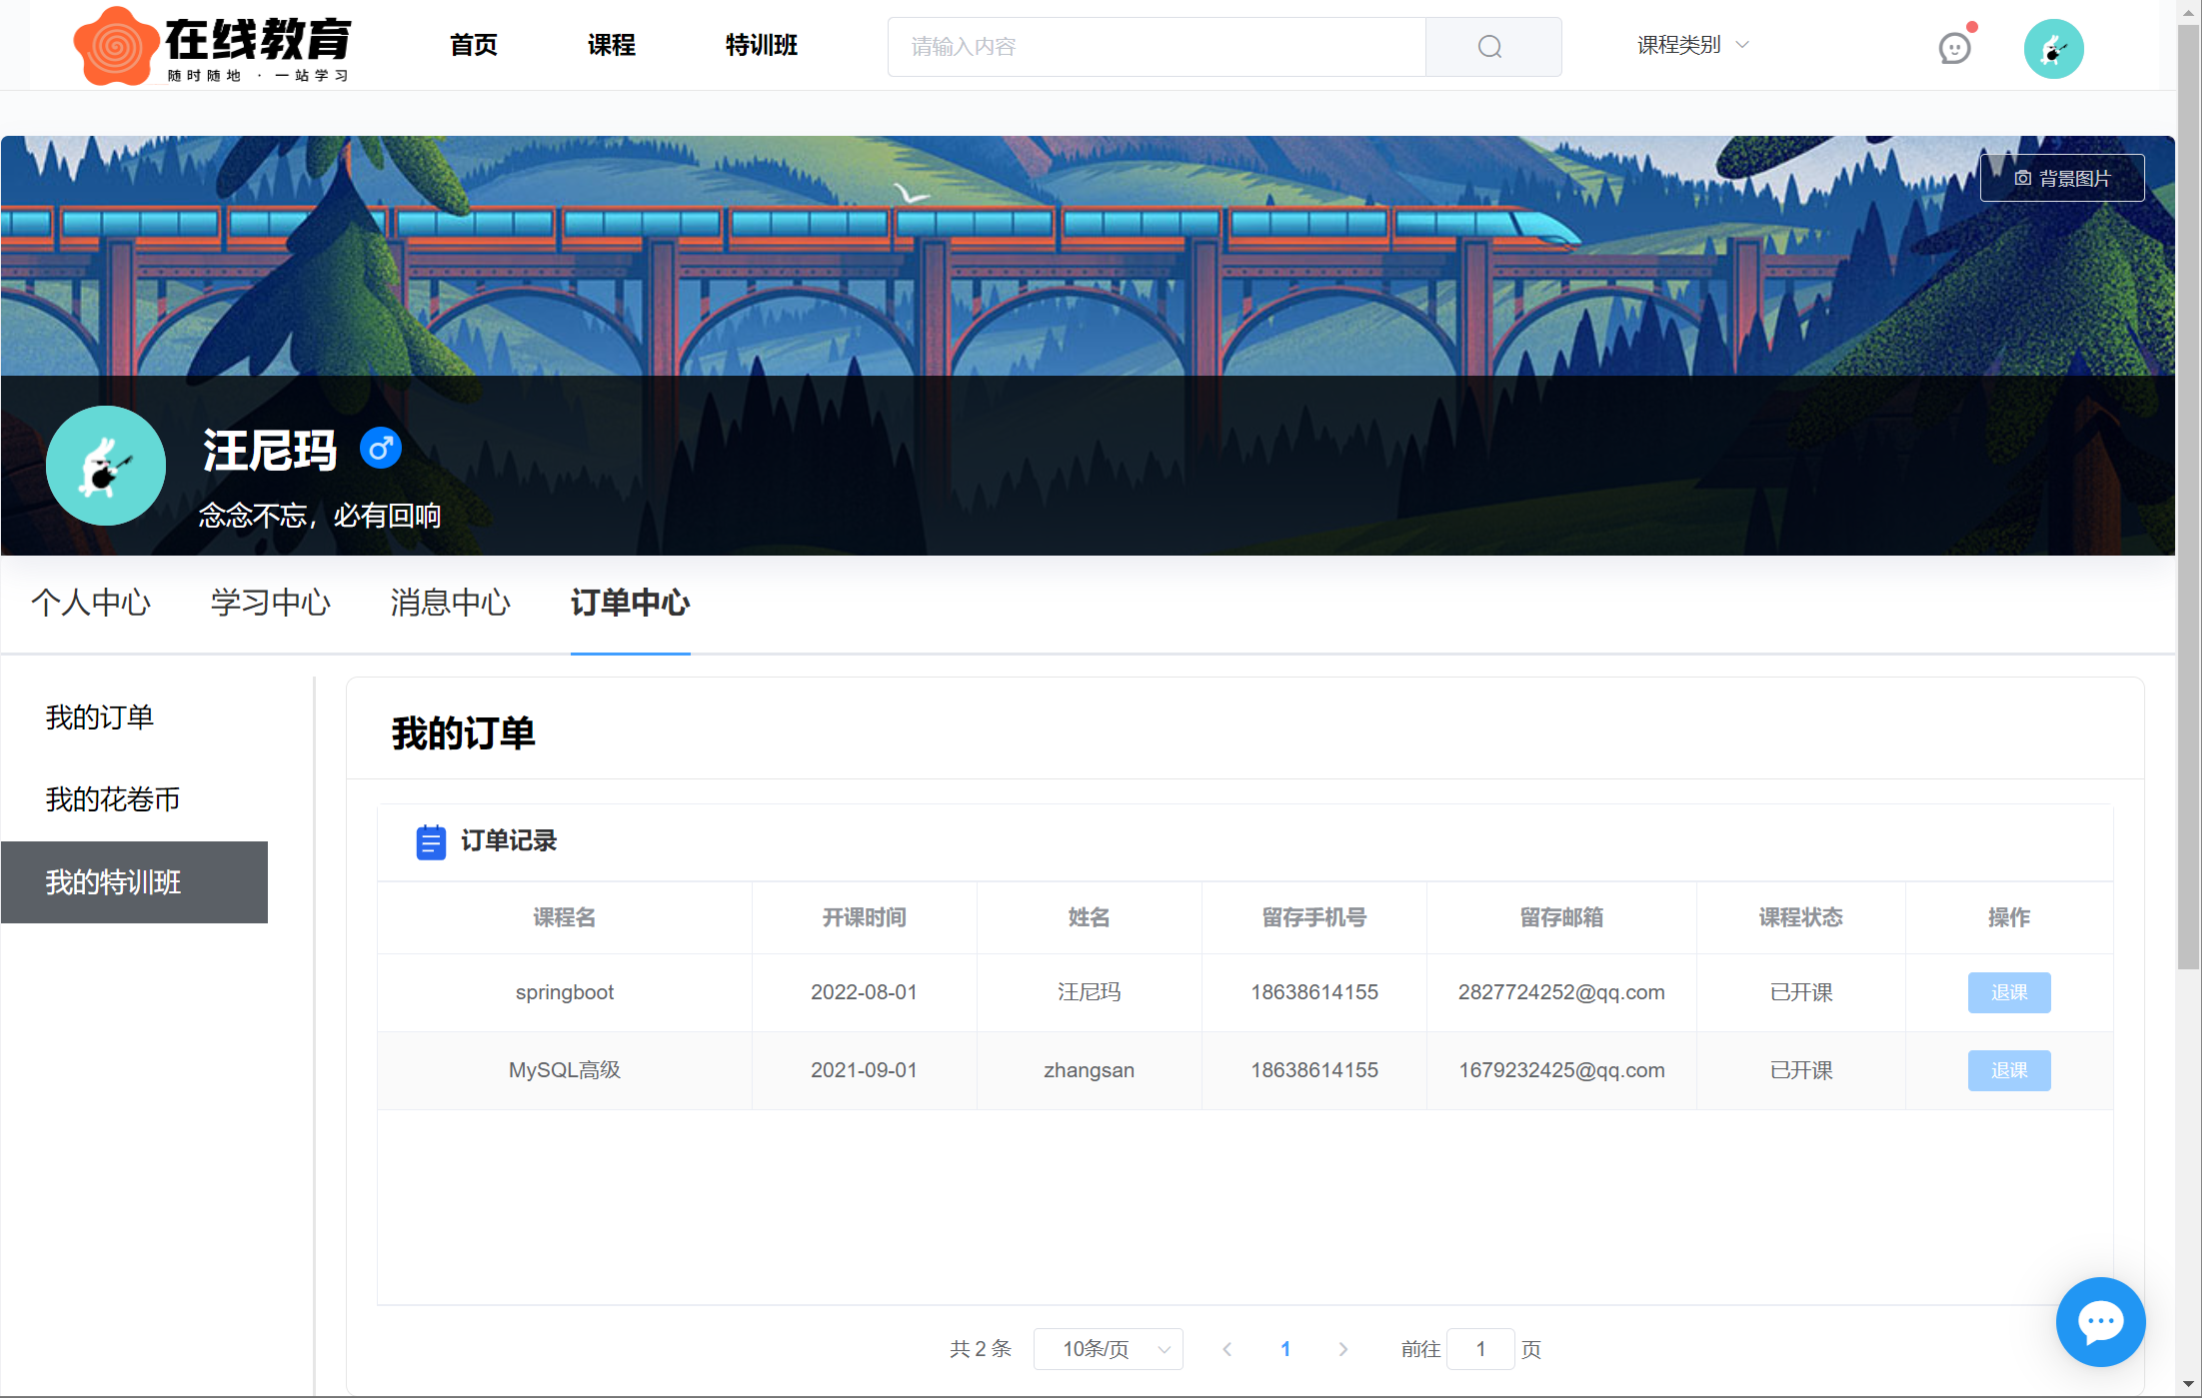 在线教育
随时随地 · 一站学习
首页
课程
特训班
请输入内容
课程类别
背景图片
汪尼玛
念念不忘，必有回响
个人中心
学习中心
消息中心
订单中心
我的订单
我的花卷币
我的特训班
我的订单
订单记录
课程名 开课时间 姓名 留存手机号 留存邮箱 课程状态 操作
springboot 2022-08-01 汪尼玛 18638614155 2827724252@qq.com 已开课 退课
MySQL高级 2021-09-01 zhangsan 18638614155 1679232425@qq.com 已开课 退课
共 2 条 10条/页 1 前往 1 页